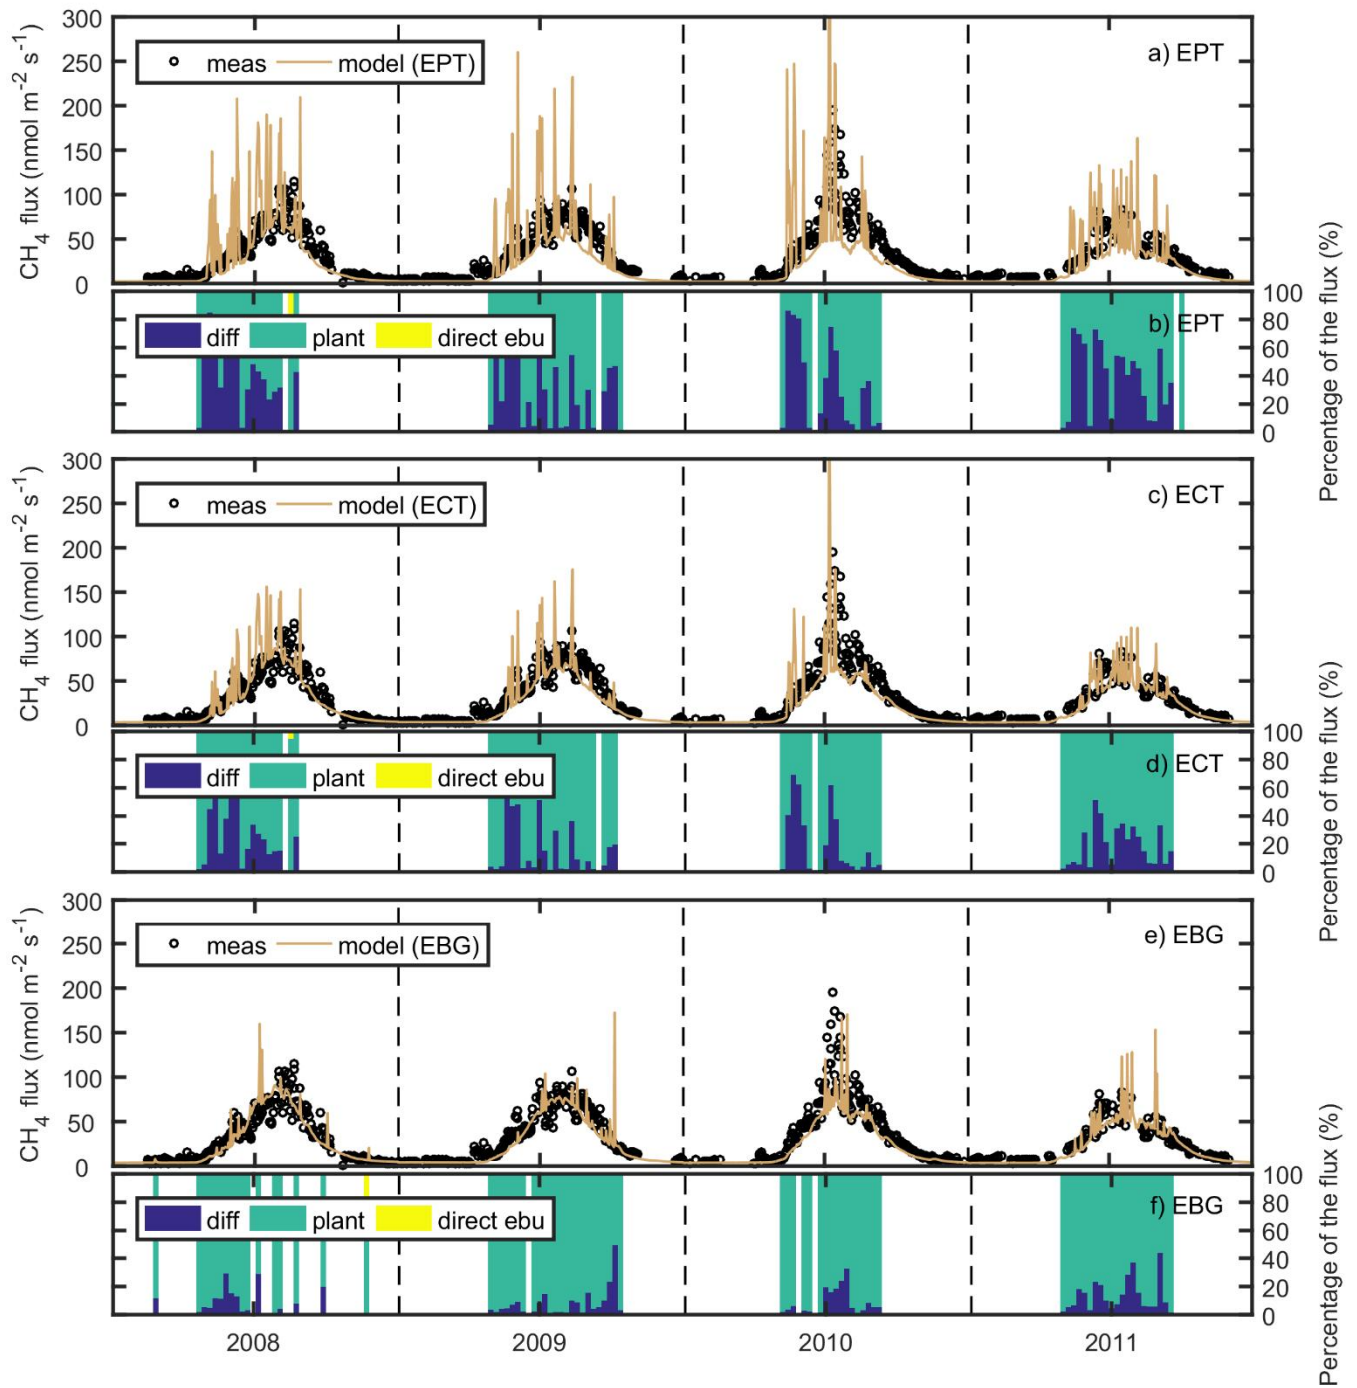 300
250
200
150
100
50
0
CH4 flux (nmol m-2 s-1)
meas model (EPT)
a) EPT
100
80
60
40
20
0
Percentage of the flux (%)
diff plant direct ebu
b) EPT
300
250
200
150
100
50
0
CH4 flux (nmol m-2 s-1)
meas model (ECT)
c) ECT
100
80
60
40
20
0
Percentage of the flux (%)
diff plant direct ebu
d) ECT
300
250
200
150
100
50
0
CH4 flux (nmol m-2 s-1)
meas model (EBG)
e) EBG
100
80
60
40
20
0
Percentage of the flux (%)
diff plant direct ebu
f) EBG
2008 2009 2010 2011